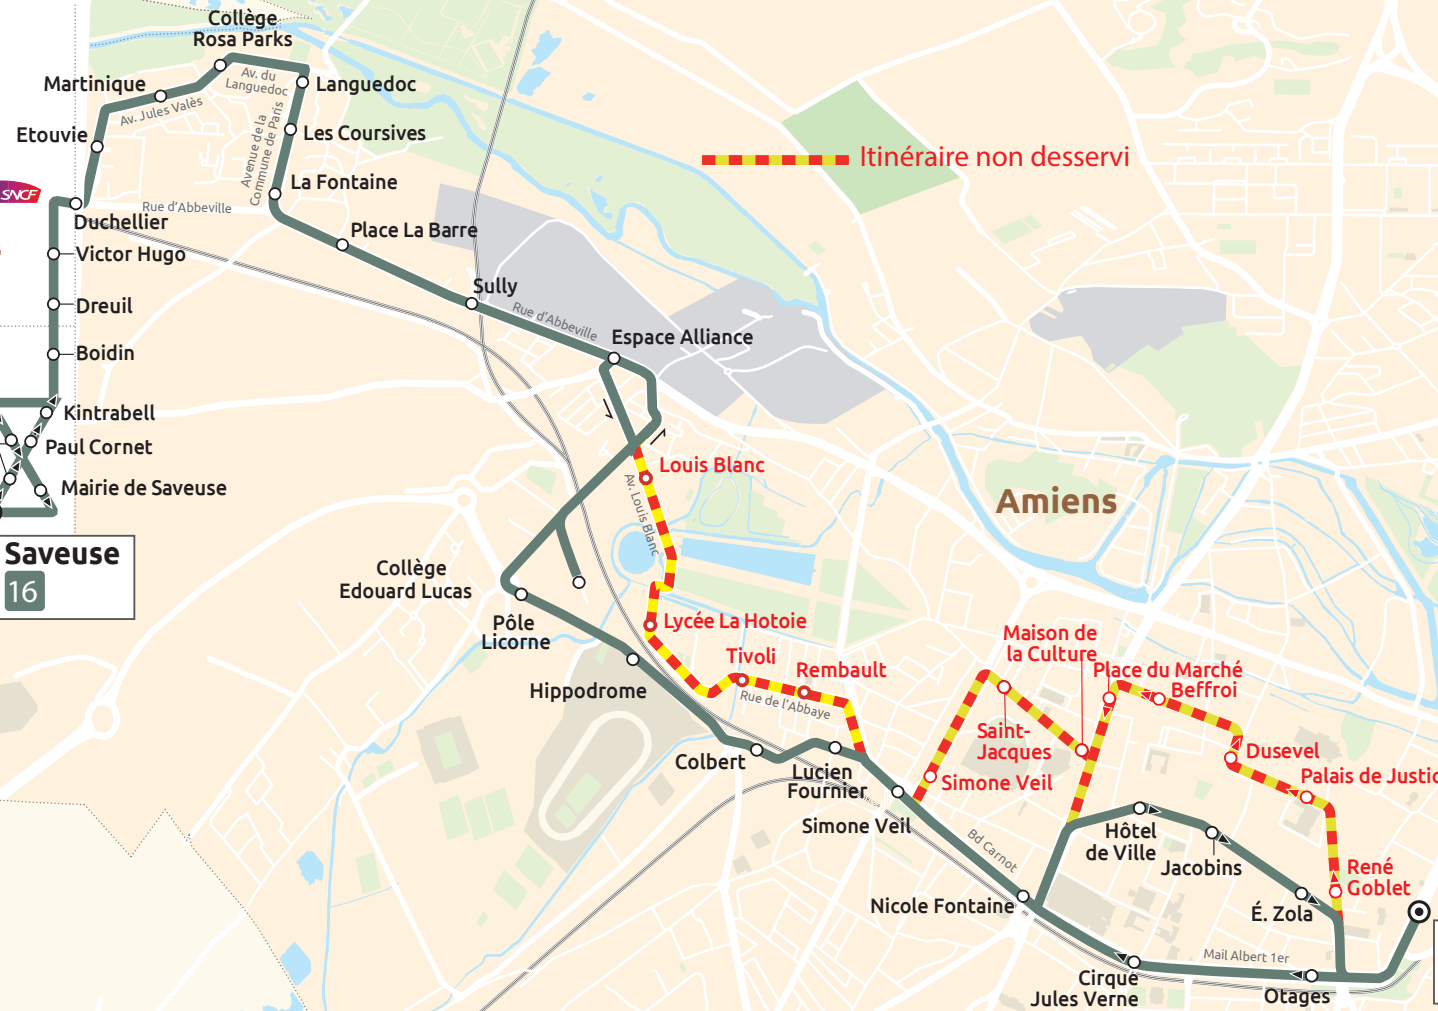 Collège
Rosa Parks
Martinique
Av. du
Languedoc
Languedoc
Av. Jules Valès
Etouvie
Avenue de la
Commune de Paris
Les Coursives
Itinéraire non desservi
SNCF
La Fontaine
Rue d'Abbeville
Duchellier
Place La Barre
Victor Hugo
Sully
Dreuil
Rue d'Abbeville
Espace Alliance
Boidin
Kintrabell
Paul Cornet
Louis Blanc
Mairie de Saveuse
Av. Louis Blanc
Amiens
Saveuse
16
Collège
Edouard Lucas
Pôle
Licorne
Lycée La Hotoie
Tivoli
Rembault
Maison de
la Culture
Place du Marché
Beffroi
Hippodrome
Rue de l'Abbaye
Saint-
Jacques
Dusevel
Colbert
Lucien
Fournier
Simone Veil
Palais de Justic
Simone Veil
Bd Carnot
Hôtel
de Ville
Jacobins
René
Goblet
Nicole Fontaine
É. Zola
Mail Albert 1er
Cirque
Jules Verne
Otages